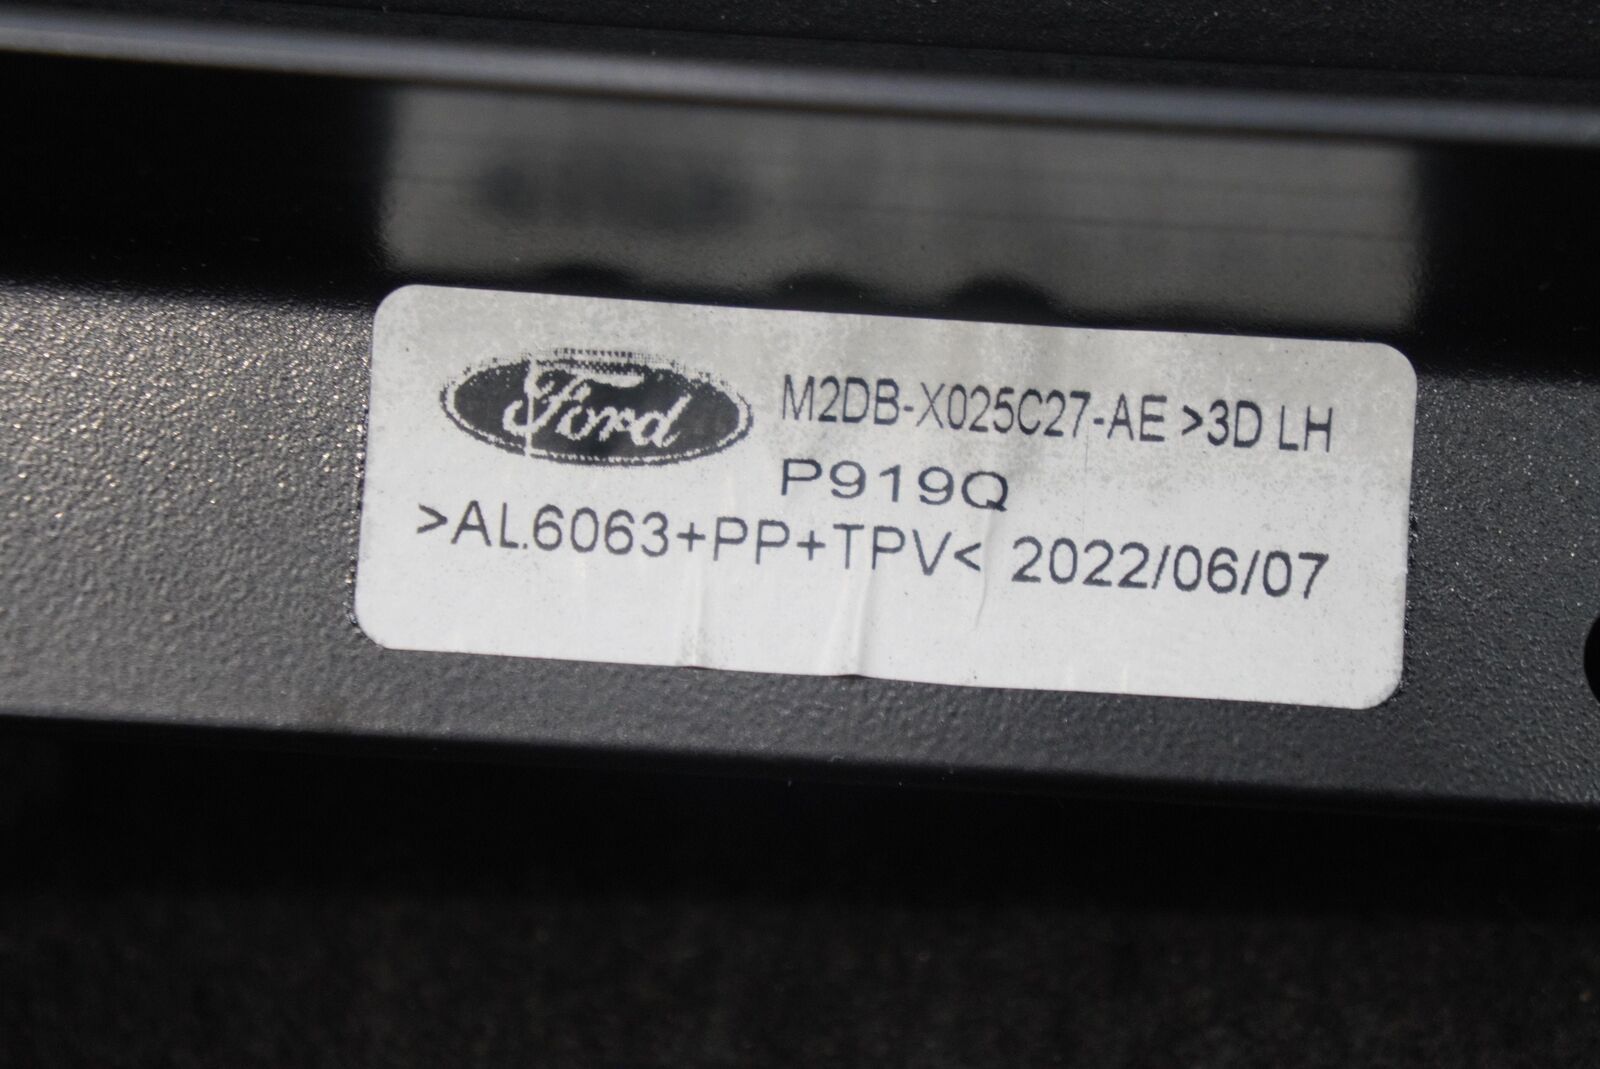 Ford
M2DB-X025C27-AE >3D LH
P919Q
>AL.6063+PP+TPV< 2022/06/07